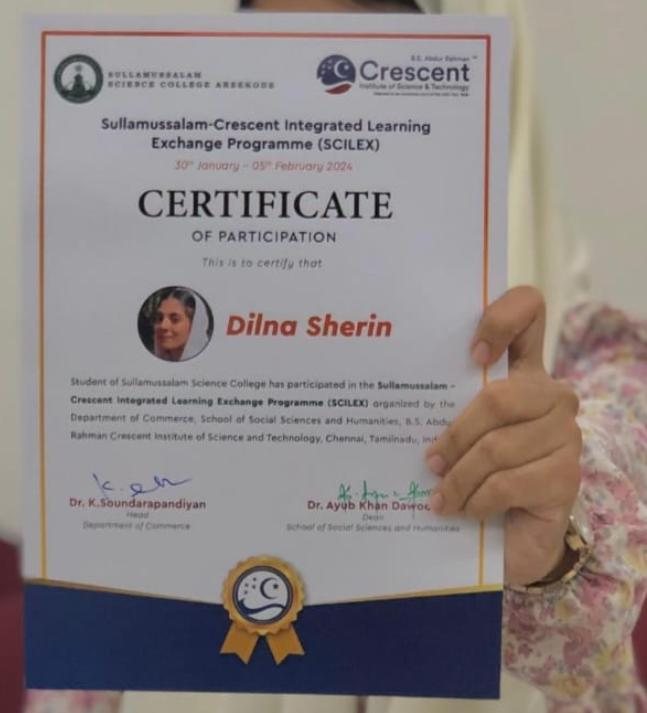 SULLAMUSSALAM
SCIENCE COLLEGE AREEKODE
B.S. Abdur Rahman
Crescent
Institute of Science & Technology
Sullamussalam-Crescent Integrated Learning
Exchange Programme (SCILEX)
30th January - 05th February 2024
CERTIFICATE
OF PARTICIPATION
This is to certify that
Dilna Sherin
Student of Sullamussalam Science College has participated in the Sullamussalam -
Crescent Integrated Learning Exchange Programme (SCILEX) organized by the
Department of Commerce, School of Social Sciences and Humanities, B.S. Abdu
Rahman Crescent Institute of Science and Technology, Chennai, Tamilnadu, Ind
Dr. K.Soundarapandiyan
Head
Department of Commerce
Dr. Ayub Khan Dawoo
Dean
School of Social Sciences and Humanities